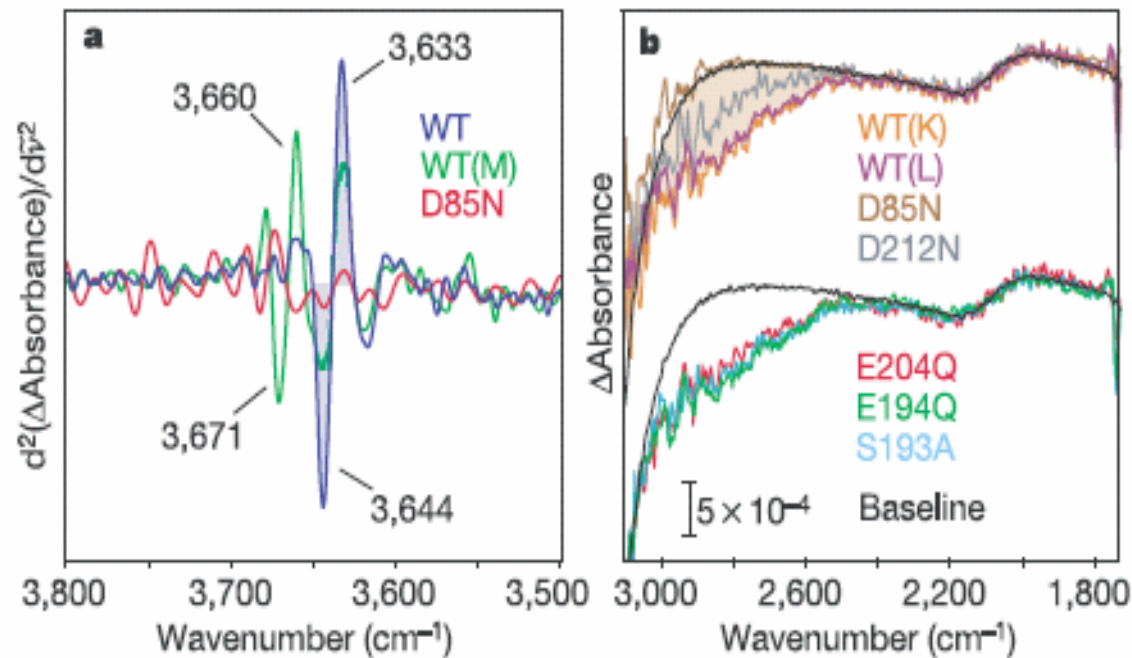 a
3,633
3,660
WT
WT(M)
D85N
3,671
3,644
d²(ΔAbsorbance)/dν̃²
3,800 3,700 3,600 3,500
Wavenumber (cm⁻¹)
b
WT(K)
WT(L)
D85N
D212N
E204Q
E194Q
S193A
5 × 10⁻⁴ Baseline
ΔAbsorbance
3,000 2,600 2,200 1,800
Wavenumber (cm⁻¹)